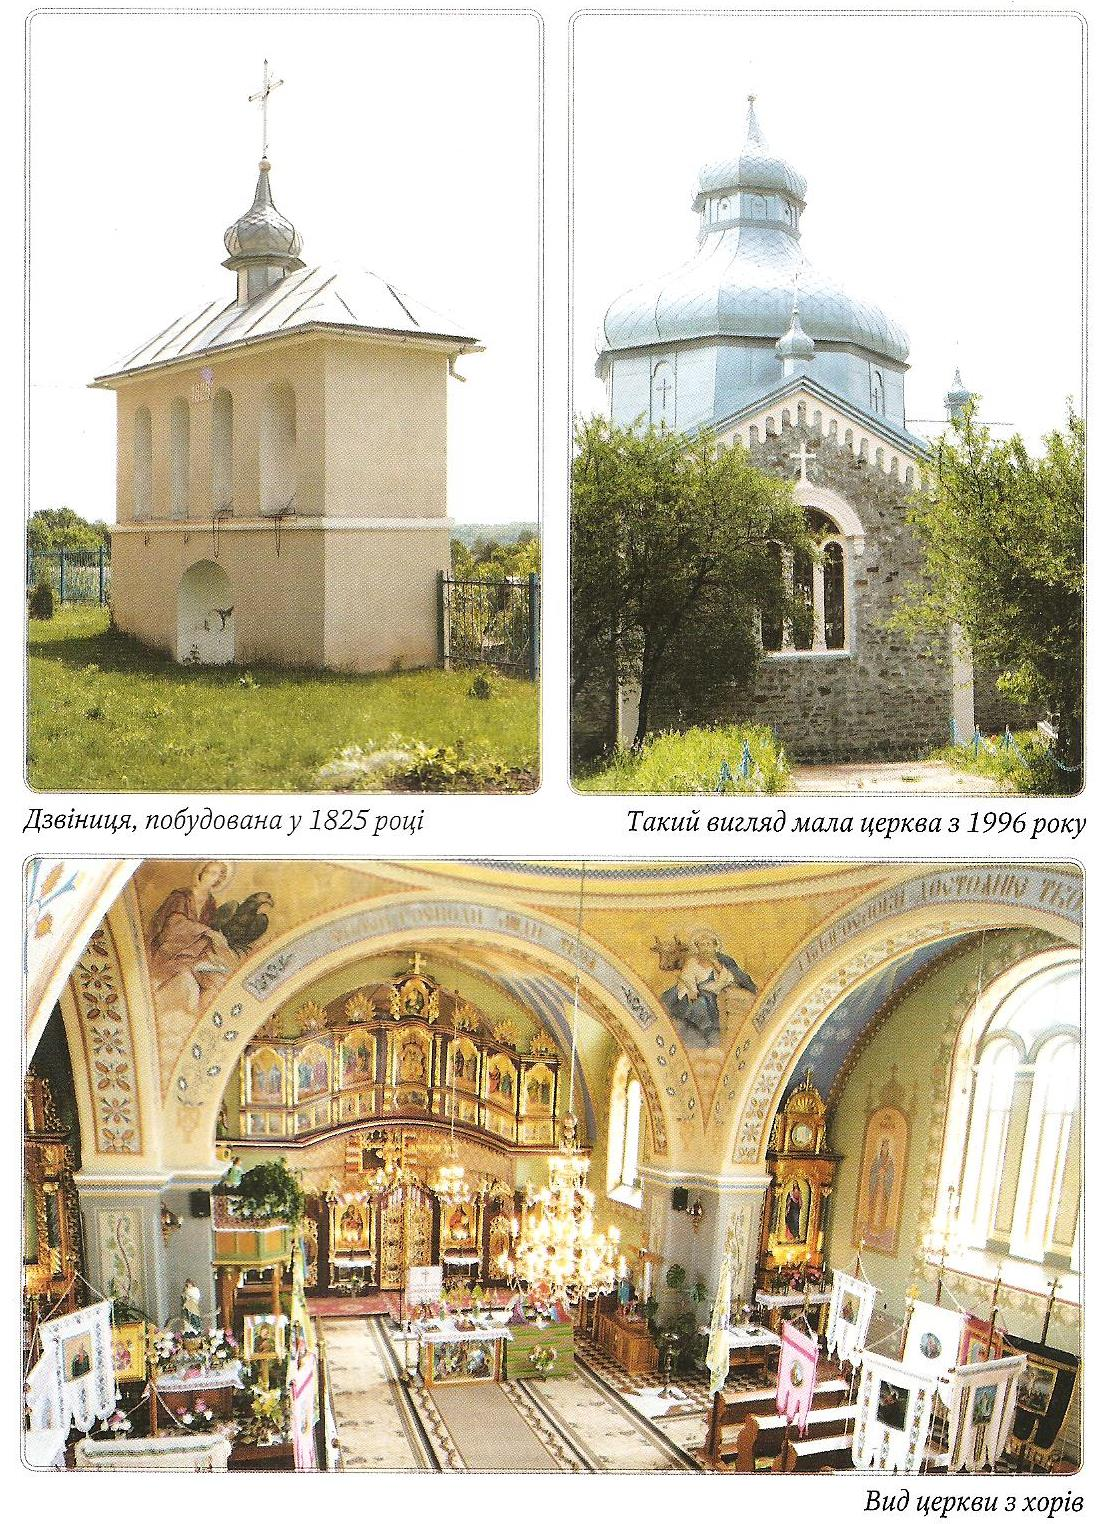 Дзвіниця, побудована у 1825 році
Такий вигляд мала церква з 1996 року
Вид церкви з хорів